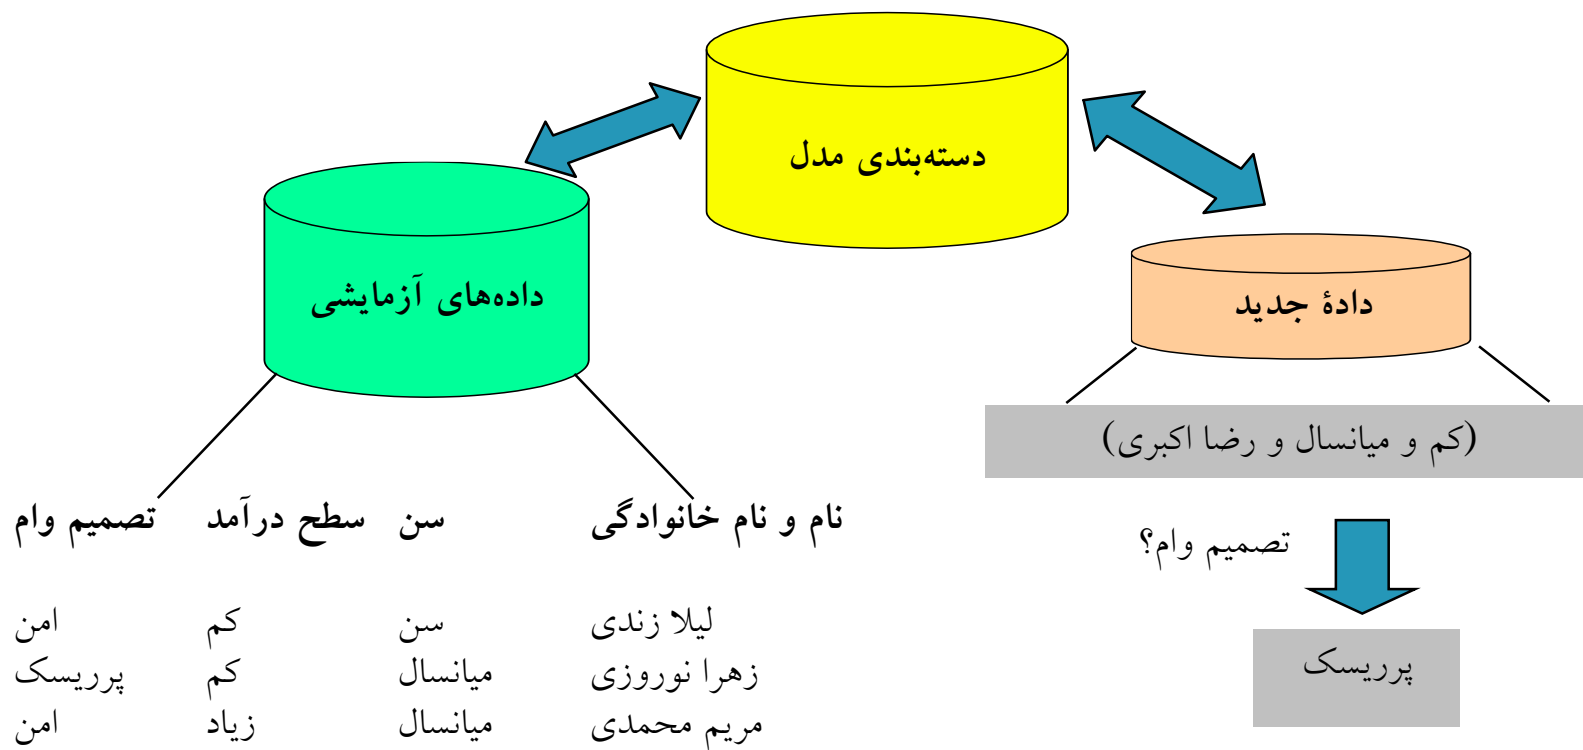 دسته‌بندی مدل
داده‌های آزمایشی
دادهٔ جدید
(کم و میانسال و رضا اکبری)
تصمیم وام؟
پرریسک
نام و نام خانوادگی سن سطح درآمد تصمیم وام
لیلا زندی سن کم امن
زهرا نوروزی میانسال کم پرریسک
مریم محمدی میانسال زیاد امن